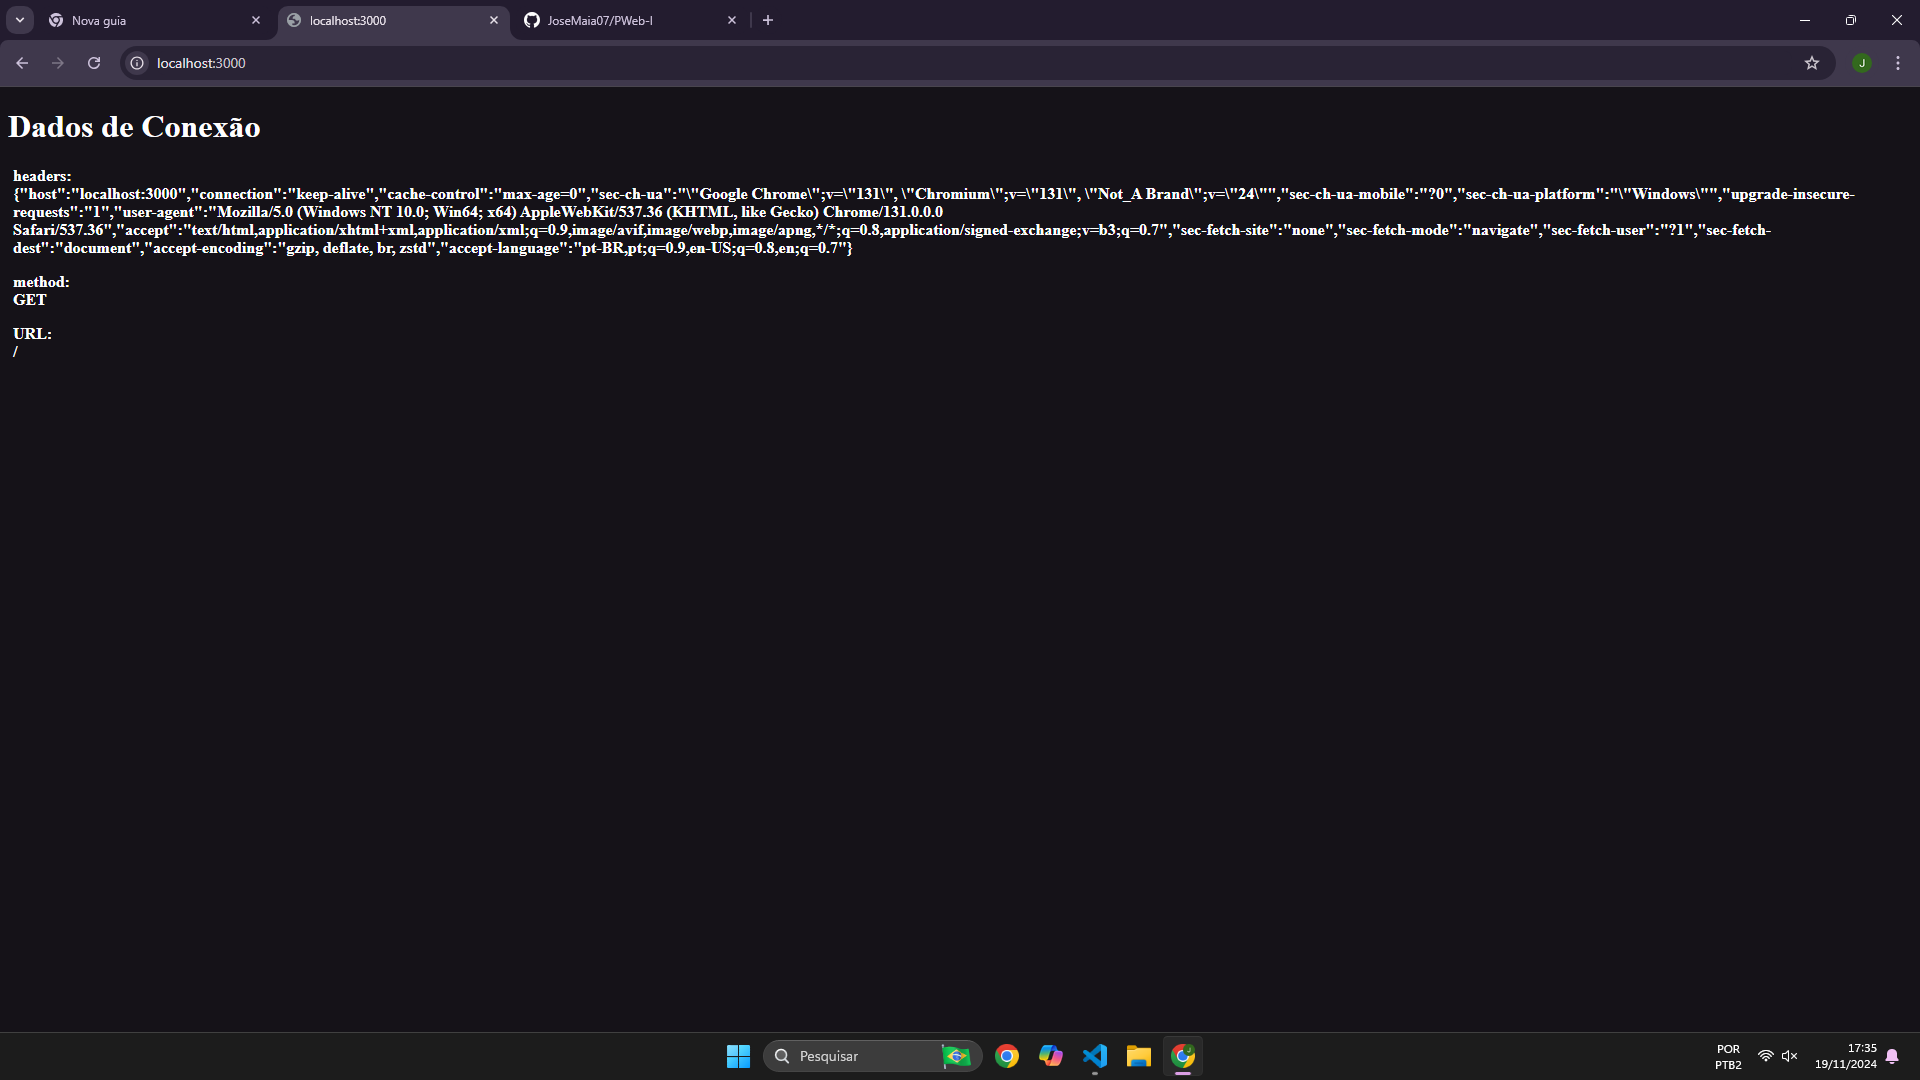 Nova guia
localhost:3000
JoseMaia07/PWeb-I
localhost:3000
J
Dados de Conexão
headers:
{"host":"localhost:3000","connection":"keep-alive","cache-control":"max-age=0","sec-ch-ua":"\"Google Chrome\";v=\"131\", \"Chromium\";v=\"131\", \"Not_A Brand\";v=\"24\"","sec-ch-ua-mobile":"?0","sec-ch-ua-platform":"\"Windows\"","upgrade-insecure-
requests":"1","user-agent":"Mozilla/5.0 (Windows NT 10.0; Win64; x64) AppleWebKit/537.36 (KHTML, like Gecko) Chrome/131.0.0.0
Safari/537.36","accept":"text/html,application/xhtml+xml,application/xml;q=0.9,image/avif,image/webp,image/apng,*/*;q=0.8,application/signed-exchange;v=b3;q=0.7","sec-fetch-site":"none","sec-fetch-mode":"navigate","sec-fetch-user":"?1","sec-fetch-
dest":"document","accept-encoding":"gzip, deflate, br, zstd","accept-language":"pt-BR,pt;q=0.9,en-US;q=0.8,en;q=0.7"}
method:
GET
URL:
/
Pesquisar
POR
PTB2
17:35
19/11/2024